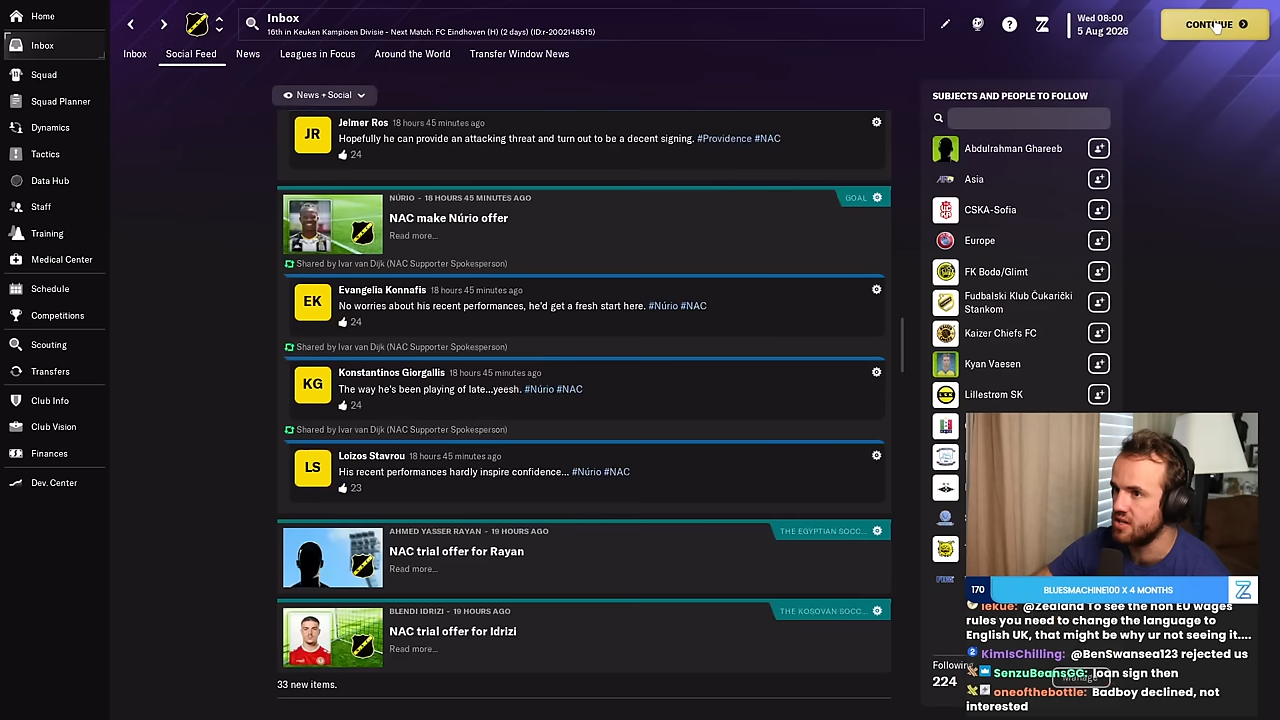 Home
Inbox
Squad
Squad Planner
Dynamics
Tactics
Data Hub
Staff
Training
Medical Center
Schedule
Competitions
Scouting
Transfers
Club Info
Club Vision
Finances
Dev. Center
Inbox
16th in Keuken Kampioen Divisie - Next Match: FC Eindhoven (H) (2 days) (ID:r-2002148515)
Wed 08:00
5 Aug 2026
CONTINUE
Inbox
Social Feed
News
Leagues in Focus
Around the World
Transfer Window News
News + Social
JR
Jelmer Ros 18 hours 45 minutes ago
Hopefully he can provide an attacking threat and turn out to be a decent signing. #Providence #NAC
24
NÚRIO - 18 HOURS 45 MINUTES AGO
GOAL
NAC make Núrio offer
Read more...
Shared by Ivar van Dijk (NAC Supporter Spokesperson)
EK
Evangelia Konnafis 18 hours 45 minutes ago
No worries about his recent performances, he'd get a fresh start here. #Núrio #NAC
24
Shared by Ivar van Dijk (NAC Supporter Spokesperson)
KG
Konstantinos Giorgallis 18 hours 45 minutes ago
The way he's been playing of late...yeesh. #Núrio #NAC
24
Shared by Ivar van Dijk (NAC Supporter Spokesperson)
LS
Loizos Stavrou 18 hours 45 minutes ago
His recent performances hardly inspire confidence... #Núrio #NAC
23
AHMED YASSER RAYAN - 19 HOURS AGO
THE EGYPTIAN SOCC...
NAC trial offer for Rayan
Read more...
BLENDI IDRIZI - 19 HOURS AGO
THE KOSOVAN SOCC...
NAC trial offer for Idrizi
Read more...
33 new items.
SUBJECTS AND PEOPLE TO FOLLOW
Abdulrahman Ghareeb
Asia
CSKA-Sofia
Europe
FK Bodø/Glimt
Fudbalski Klub Čukarički
Stankom
Kaizer Chiefs FC
Kyan Vaesen
Lillestrøm SK
Following
224
170
BLUESMACHINE100 X 4 MONTHS
lekue: @Zealand To see the non EU wages
rules you need to change the language to
English UK, that might be why ur not seeing it....
KimIsChilling: @BenSwansea123 rejected us
SenzuBeansGG: loan sign then
oneofthebottle: Badboy declined, not
interested